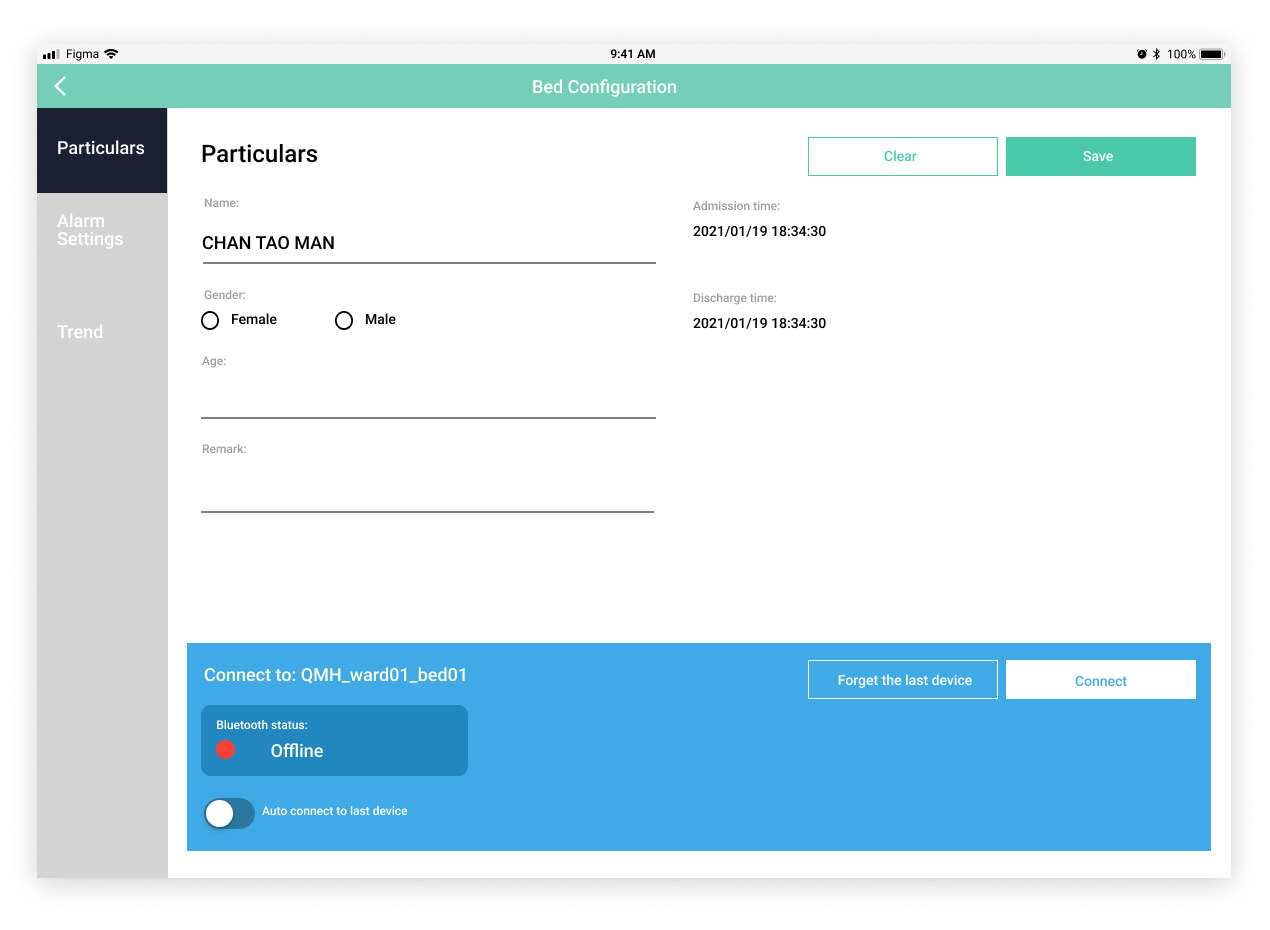 Figma 9:41 AM 100%
Bed Configuration
Particulars
Alarm
Settings
Trend
Particulars
Clear
Save
Name:
CHAN TAO MAN
Gender:
Female
Male
Age:
Remark:
Admission time:
2021/01/19 18:34:30
Discharge time:
2021/01/19 18:34:30
Connect to: QMH_ward01_bed01
Forget the last device
Connect
Bluetooth status:
Offline
Auto connect to last device